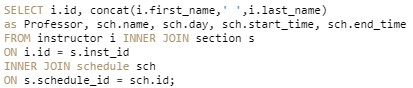 SELECT i.id, concat(i.first_name,' ',i.last_name)
as Professor, sch.name, sch.day, sch.start_time, sch.end_time
FROM instructor i INNER JOIN section s
ON i.id = s.inst_id
INNER JOIN schedule sch
ON s.schedule_id = sch.id;